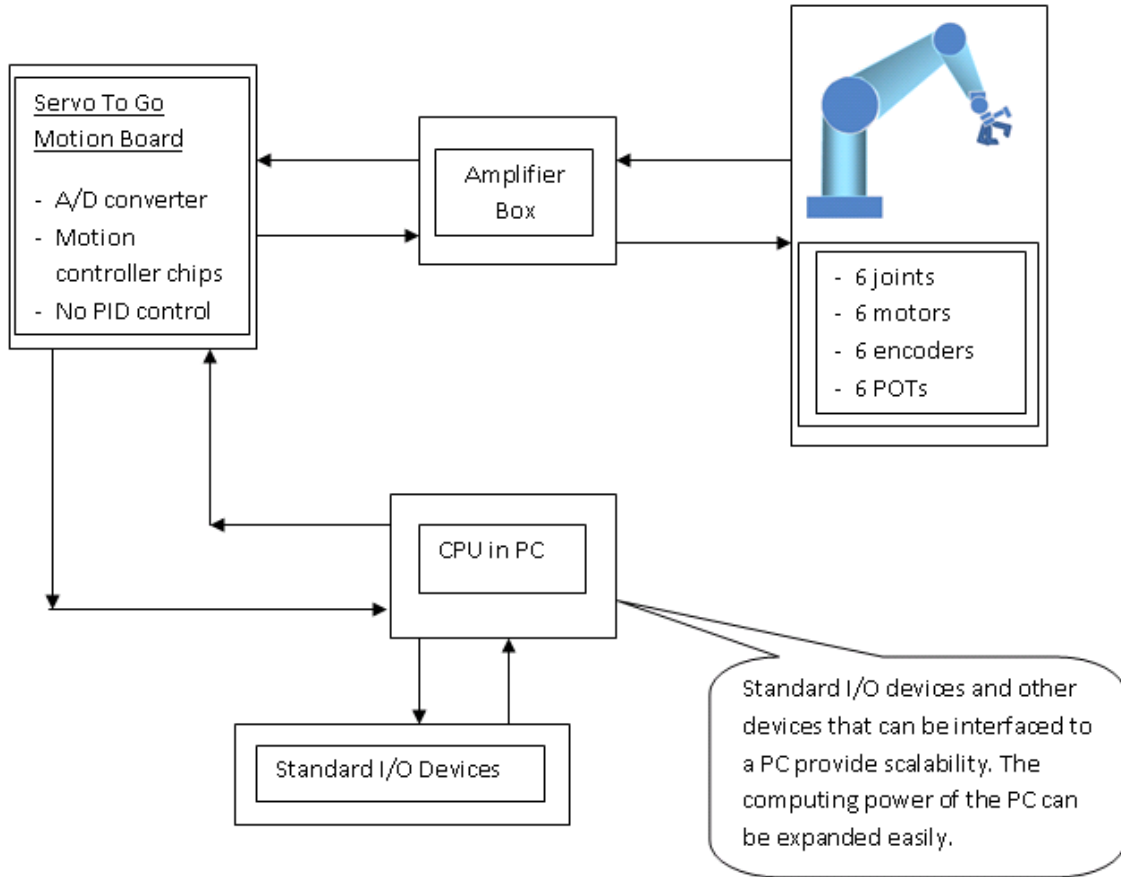 Servo To Go
Motion Board
- A/D converter
- Motion
controller chips
- No PID control
Amplifier
Box
- 6 joints
- 6 motors
- 6 encoders
- 6 POTs
CPU in PC
Standard I/O Devices
Standard I/O devices and other
devices that can be interfaced to
a PC provide scalability. The
computing power of the PC can
be expanded easily.